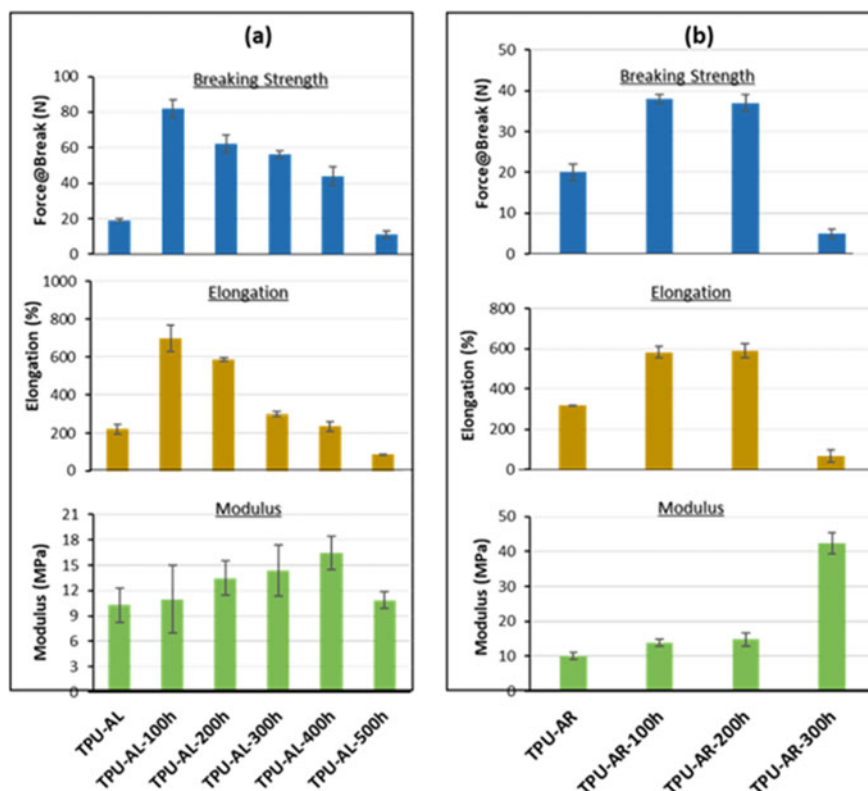 (a)
Breaking Strength
Force@Break (N)
100
80
60
40
20
0
Elongation
Elongation (%)
1000
800
600
400
200
0
Modulus
Modulus (MPa)
21
18
15
12
9
6
3
0
TPU-AL
TPU-AL-100h
TPU-AL-200h
TPU-AL-300h
TPU-AL-400h
TPU-AL-500h
(b)
Breaking Strength
Force@Break (N)
50
40
30
20
10
0
Elongation
Elongation (%)
800
600
400
200
0
Modulus
Modulus (MPa)
50
40
30
20
10
0
TPU-AR
TPU-AR-100h
TPU-AR-200h
TPU-AR-300h